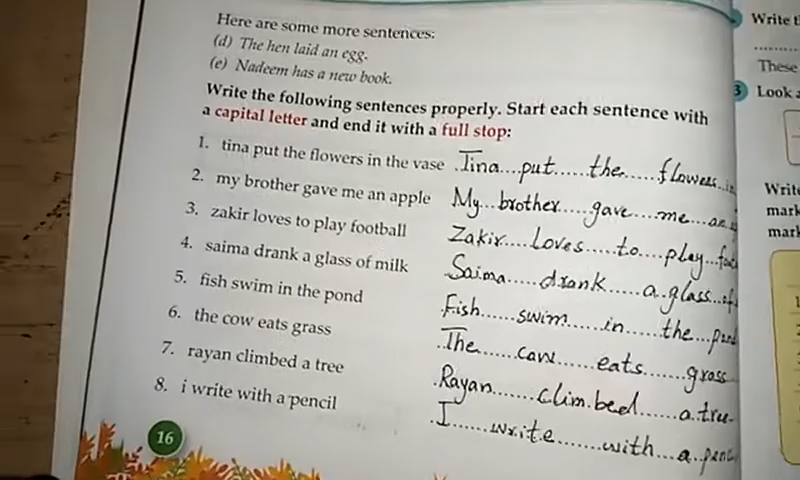 Here are some more sentences:
(d) The hen laid an egg.
(e) Nadeem has a new book.
Write the following sentences properly. Start each sentence with
a capital letter and end it with a full stop:
1. tina put the flowers in the vase Tina...put......the......flowers..in
2. my brother gave me an apple My...brother.....gave....me....an
3. zakir loves to play football Zakir....loves.....to....play..
4. saima drank a glass of milk Saima.....drank.....a.glass...of
5. fish swim in the pond Fish......swim......in......the...
6. the cow eats grass The.......cow......eats......grass
7. rayan climbed a tree Rayan.......climbed......a.tree
8. i write with a pencil I......write.......with....a.
16
Write
These
3 Look
Write
mark
mark